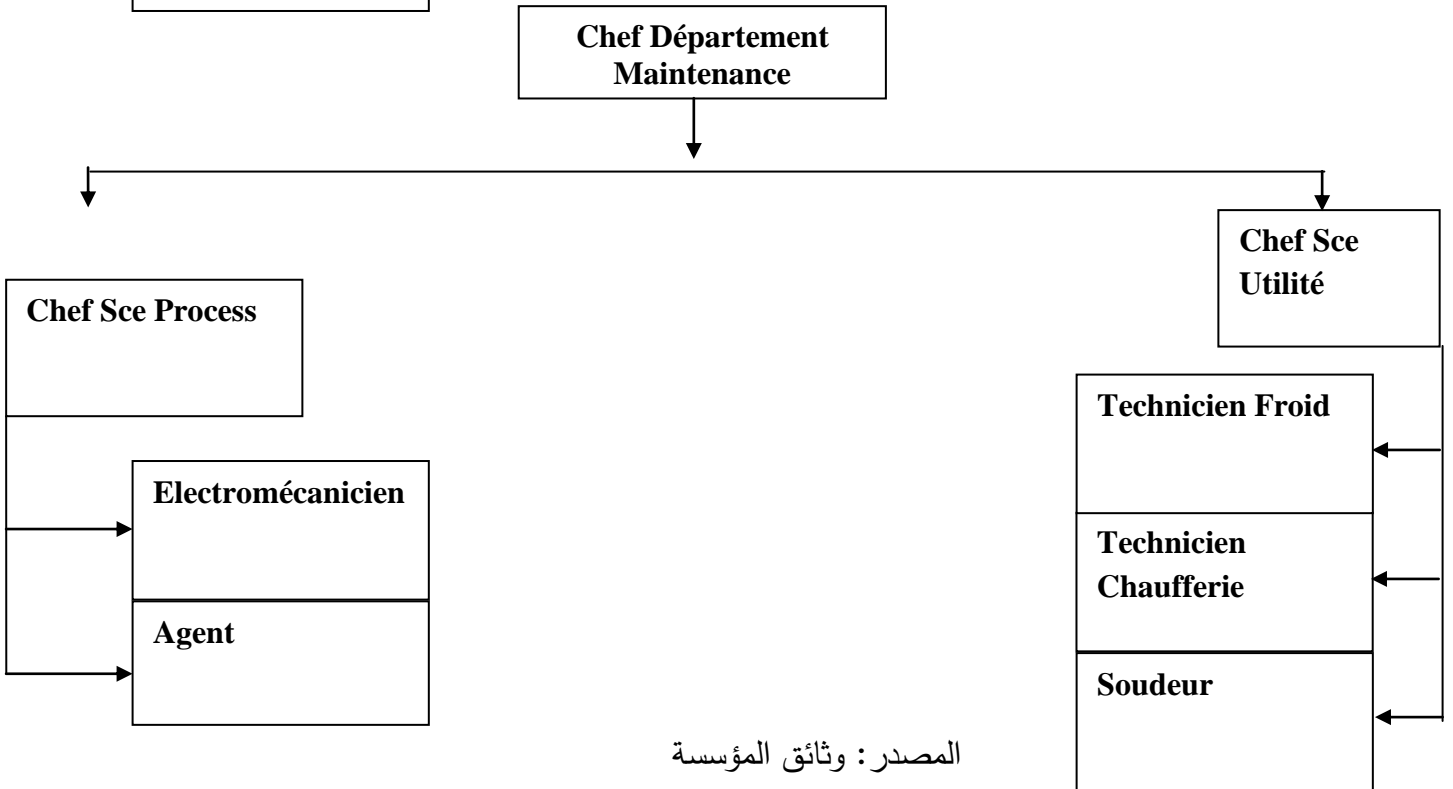 Chef Département
Maintenance
Chef Sce
Utilité
Chef Sce Process
Technicien Froid
Electromécanicien
Technicien
Chaufferie
Agent
Soudeur
المصدر: وثائق المؤسسة